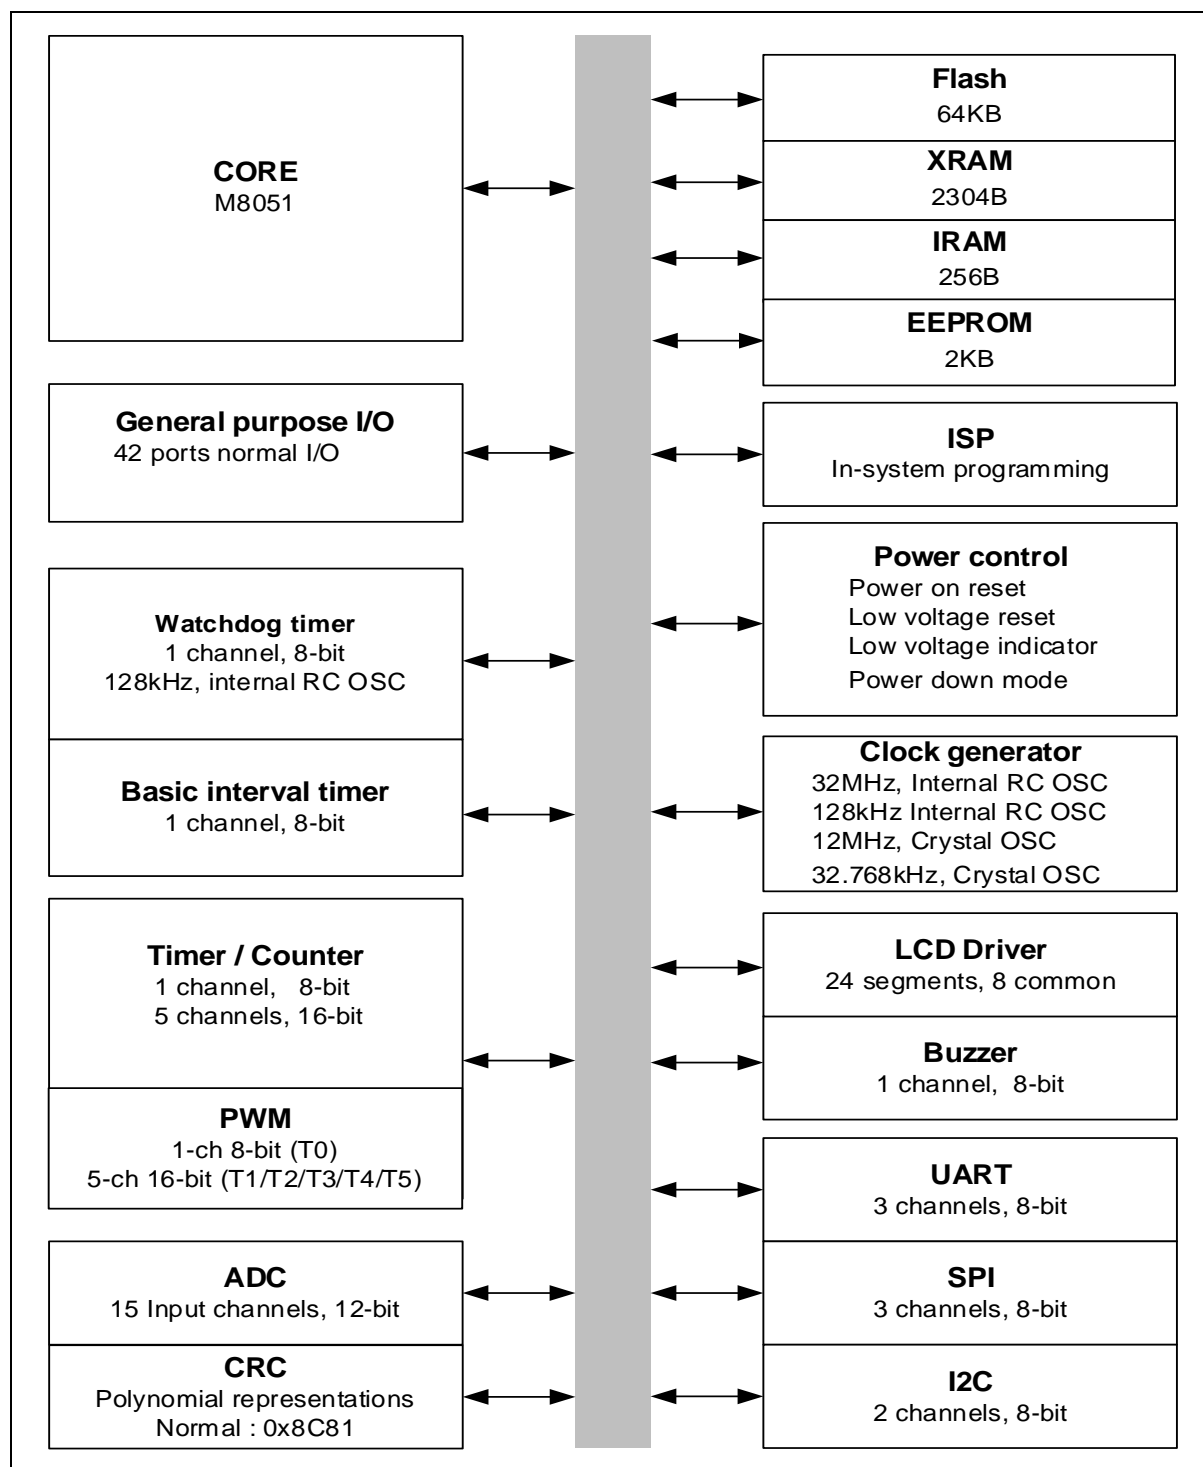 CORE
M8051
General purpose I/O
42 ports normal I/O
Watchdog timer
1 channel, 8-bit
128kHz, internal RC OSC
Basic interval timer
1 channel, 8-bit
Timer / Counter
1 channel, 8-bit
5 channels, 16-bit
PWM
1-ch 8-bit (T0)
5-ch 16-bit (T1/T2/T3/T4/T5)
ADC
15 Input channels, 12-bit
CRC
Polynomial representations
Normal : 0x8C81
Flash
64KB
XRAM
2304B
IRAM
256B
EEPROM
2KB
ISP
In-system programming
Power control
Power on reset
Low voltage reset
Low voltage indicator
Power down mode
Clock generator
32MHz, Internal RC OSC
128kHz Internal RC OSC
12MHz, Crystal OSC
32.768kHz, Crystal OSC
LCD Driver
24 segments, 8 common
Buzzer
1 channel, 8-bit
UART
3 channels, 8-bit
SPI
3 channels, 8-bit
I2C
2 channels, 8-bit